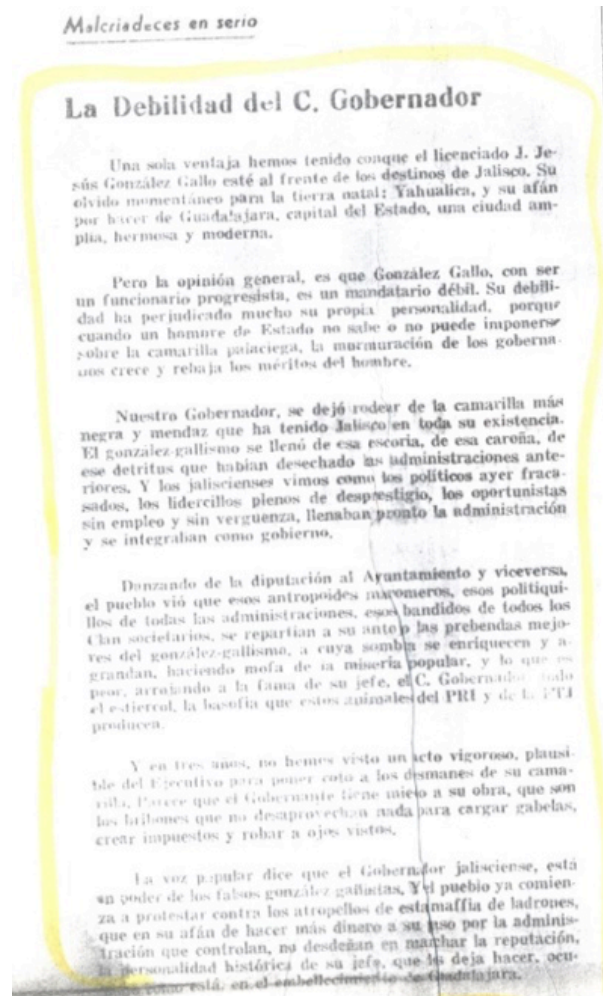 Malcriadeces en serio
La Debilidad del C. Gobernador
Una sola ventaja hemos tenido conque el licenciado J. Je-
sús González Gallo esté al frente de los destinos de Jalisco. Su
olvido momentáneo para la tierra natal: Yahualica, y su afán
por hacer de Guadalajara, capital del Estado, una ciudad am-
plia, hermosa y moderna.
Pero la opinión general, es que González Gallo, con ser
un funcionario progresista, es un mandatario débil. Su debili-
dad ha perjudicado mucho su propia personalidad, porque
cuando un hombre de Estado no sabe o no puede imponerse
sobre la camarilla palaciega, la murmuración de los goberna-
dos crece y rebaja los méritos del hombre.
Nuestro Gobernador, se dejó rodear de la camarilla más
negra y mendaz que ha tenido Jalisco en toda su existencia.
El gonzález-gallismo se llenó de esa escoria, de esa caroña, de
ese detritus que habían desechado las administraciones ante-
riores. Y los jaliscienses vimos como los políticos ayer fraca-
sados, los lidercillos plenos de desprestigio, los oportunistas
sin empleo y sin verguenza, llenaban pronto la administración
y se integraban como gobierno.
Danzando de la diputación al Ayuntamiento y viceversa,
el pueblo vió que esos antropoides maromeros, esos politiqui-
llos de todas las administraciones, esos bandidos de todos los
Clan societarios, se repartían a su antojo las prebendas mejo-
res del gonzález-gallismo, a cuya sombra se enriquecen y a-
grandan, haciendo mofa de la miseria popular, y lo que es
peor, arrojando a la fama de su jefe, el C. Gobernador todo
el estiercol, la basofia que estos animales del PRI y de la FTJ
producen.
Y en tres años, no hemos visto un acto vigoroso, plausi-
ble del Ejecutivo para poner coto a los desmanes de su cama-
rilla. Parece que el Gobernante tiene miedo a su obra, que son
los bribones que no desaprovechan nada para cargar gabelas,
crear impuestos y robar a ojos vistos.
La voz popular dice que el Gobernador jalisciense, está
en poder de los falsos gonzález gallistas. Y el pueblo ya comien-
za a protestar contra los atropellos de esta maffia de ladrones,
que en su afán de hacer más dinero a su paso por la adminis-
tración que controlan, no desdeñan en manchar la reputación,
la personalidad histórica de su jefe, que los deja hacer, ocu-
como está, en el embellecimiento de Guadalajara.